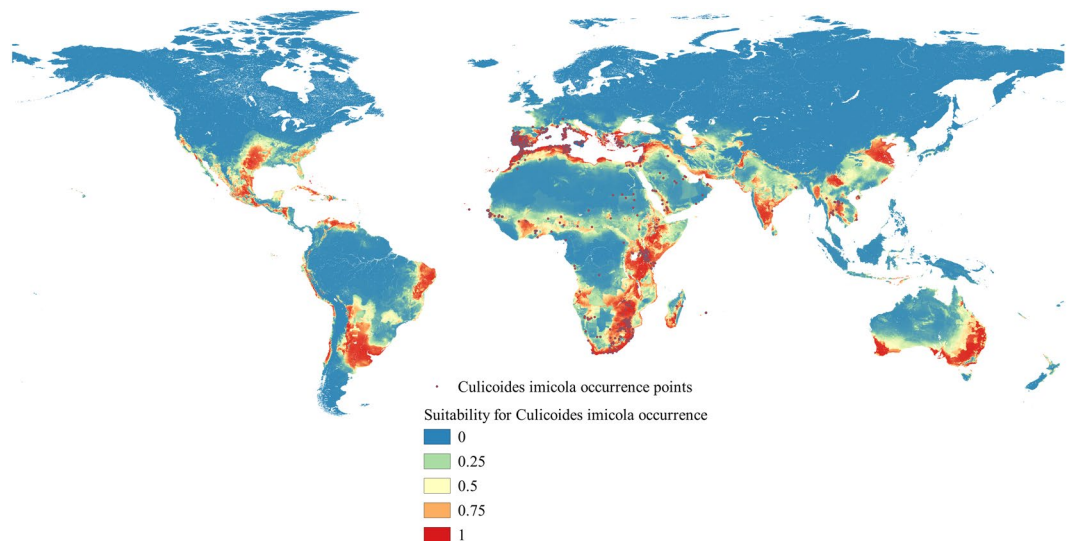 Culicoides imicola occurrence points
Suitability for Culicoides imicola occurrence
0
0.25
0.5
0.75
1